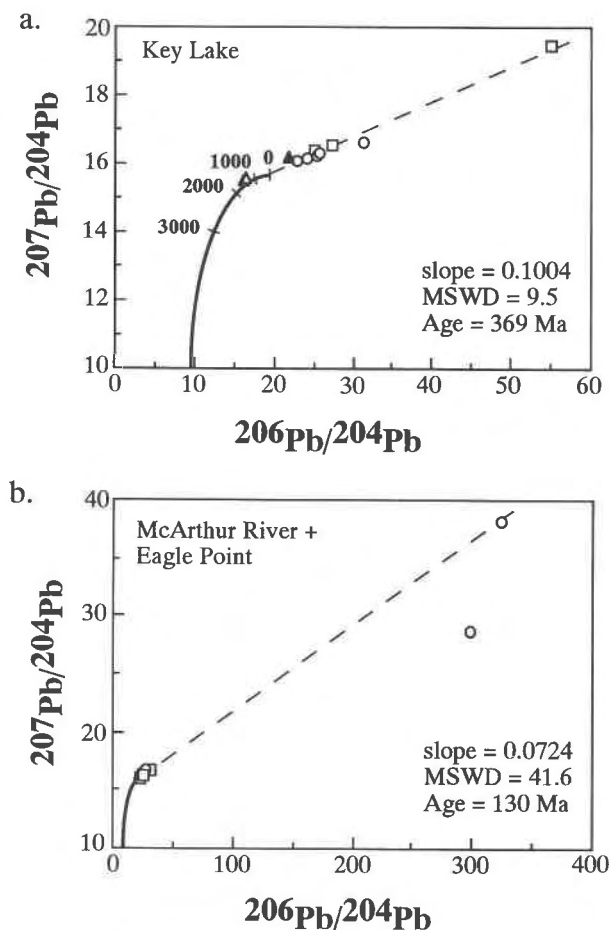 a.
Key Lake
20
18
16
14
12
10
207Pb/204Pb
1000 0
2000
3000
slope = 0.1004
MSWD = 9.5
Age = 369 Ma
0 10 20 30 40 50 60
206Pb/204Pb
b.
McArthur River +
Eagle Point
40
30
20
10
207Pb/204Pb
slope = 0.0724
MSWD = 41.6
Age = 130 Ma
0 100 200 300 400
206Pb/204Pb